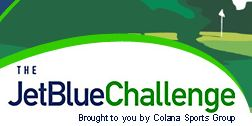 THE
JetBlueChallenge
Brought to you by Colana Sports Group